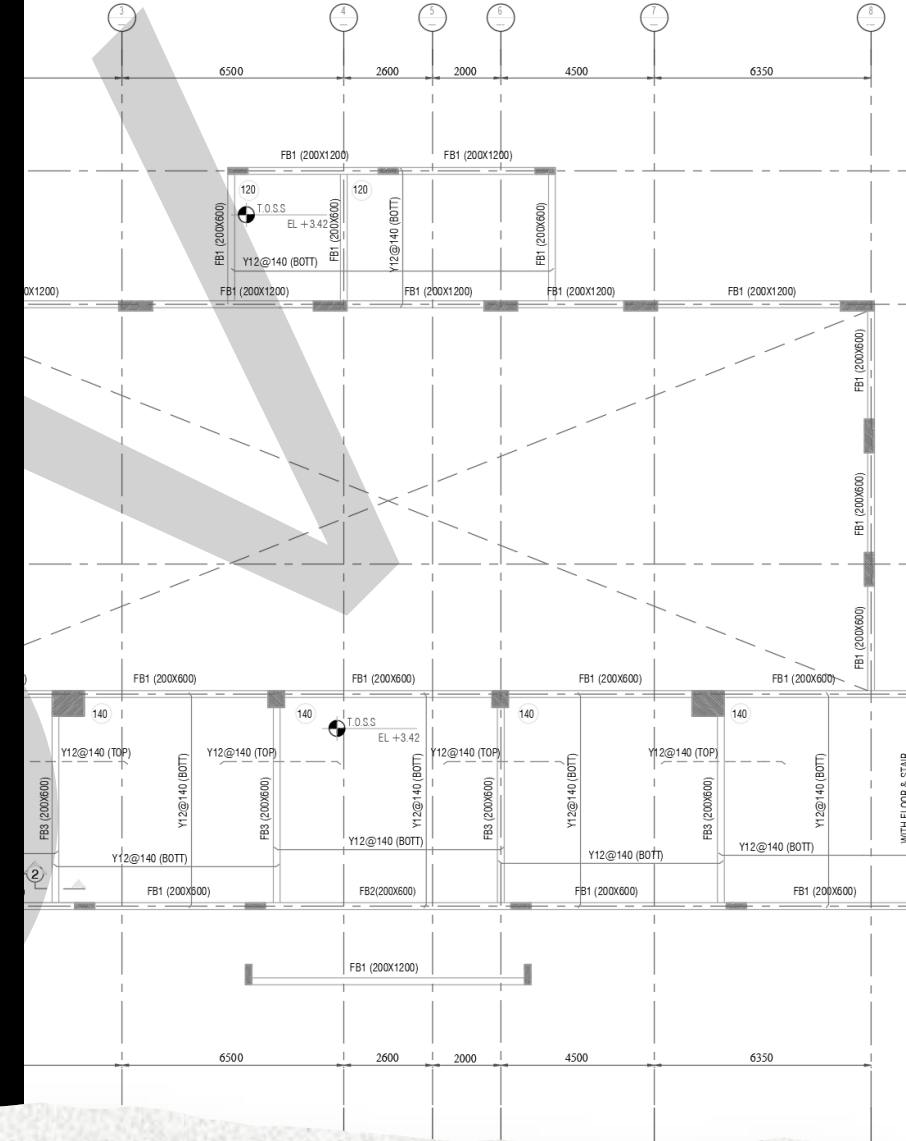 3
4
5
6
7
8
6500
2600
2000
4500
6350
FB1 (200X1200)
FB1 (200X1200)
120
120
T.O.S.S
EL +3.42
FB1 (200X600)
FB1 (200X600)
Y12@140 (BOTT)
FB1 (200X600)
Y12@140 (BOTT)
0X1200)
FB1 (200X1200)
FB1 (200X1200)
FB1 (200X1200)
FB1 (200X1200)
FB1 (200X600)
FB1 (200X600)
FB1 (200X600)
)
FB1 (200X600)
FB1 (200X600)
FB1 (200X600)
FB1 (200X600)
140
140
140
140
T.O.S.S
EL +3.42
Y12@140 (TOP)
Y12@140 (TOP)
Y12@140 (TOP)
Y12@140 (TOP)
FB3 (200X600)
Y12@140 (BOTT)
FB3 (200X600)
Y12@140 (BOTT)
FB3 (200X600)
Y12@140 (BOTT)
FB3 (200X600)
Y12@140 (BOTT)
WITH FLOOR & STAIR
Y12@140 (BOTT)
Y12@140 (BOTT)
Y12@140 (BOTT)
Y12@140 (BOTT)
2
FB1 (200X600)
FB2(200X600)
FB1 (200X600)
FB1 (200X600)
FB1 (200X1200)
6500
2600
2000
4500
6350